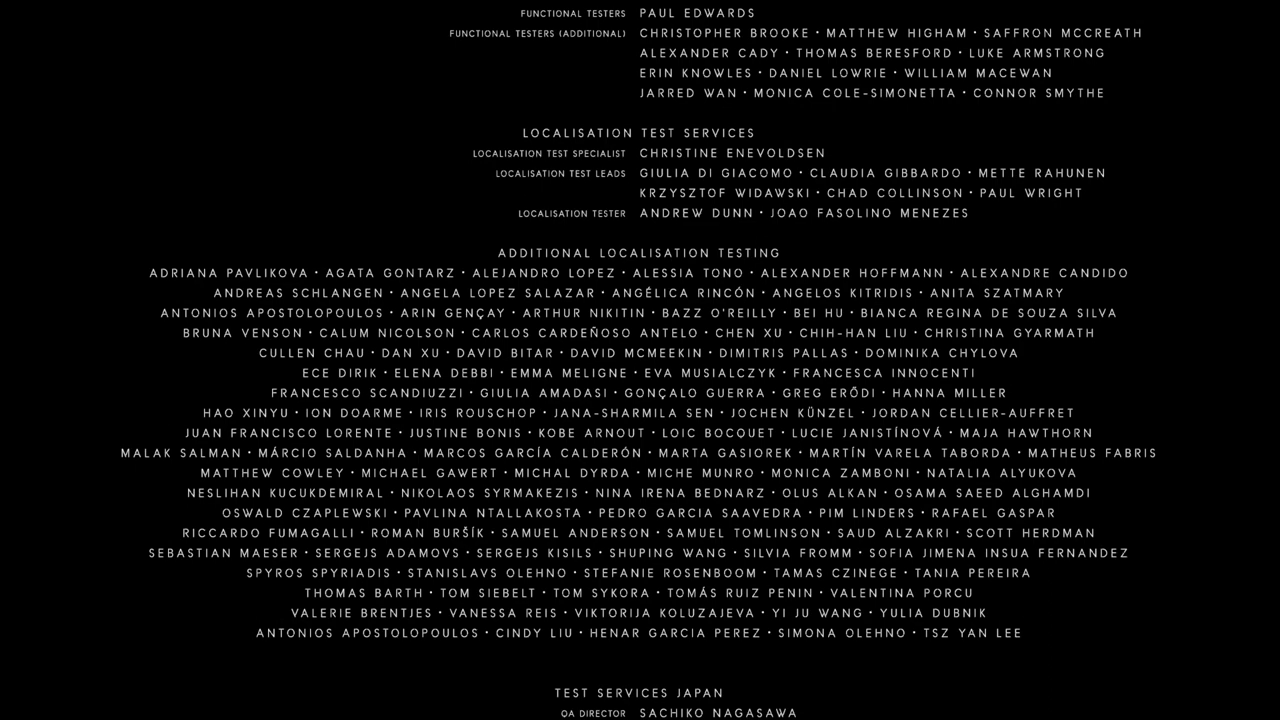 FUNCTIONAL TESTERS PAUL EDWARDS
FUNCTIONAL TESTERS (ADDITIONAL) CHRISTOPHER BROOKE • MATTHEW HIGHAM • SAFFRON MCCREATH
ALEXANDER CADY • THOMAS BERESFORD • LUKE ARMSTRONG
ERIN KNOWLES • DANIEL LOWRIE • WILLIAM MACEWAN
JARRED WAN • MONICA COLE-SIMONETTA • CONNOR SMYTHE
LOCALISATION TEST SERVICES
LOCALISATION TEST SPECIALIST CHRISTINE ENEVOLDSEN
LOCALISATION TEST LEADS GIULIA DI GIACOMO • CLAUDIA GIBBARDO • METTE RAHUNEN
KRZYSZTOF WIDAWSKI • CHAD COLLINSON • PAUL WRIGHT
LOCALISATION TESTER ANDREW DUNN • JOAO FASOLINO MENEZES
ADDITIONAL LOCALISATION TESTING
ADRIANA PAVLIKOVA • AGATA GONTARZ • ALEJANDRO LOPEZ • ALESSIA TONO • ALEXANDER HOFFMANN • ALEXANDRE CANDIDO
ANDREAS SCHLANGEN • ANGELA LOPEZ SALAZAR • ANGÉLICA RINCÓN • ANGELOS KITRIDIS • ANITA SZATMARY
ANTONIOS APOSTOLOPOULOS • ARIN GENÇAY • ARTHUR NIKITIN • BAZZ O'REILLY • BEI HU • BIANCA REGINA DE SOUZA SILVA
BRUNA VENSON • CALUM NICOLSON • CARLOS CARDEÑOSO ANTELO • CHEN XU • CHIH-HAN LIU • CHRISTINA GYARMATH
CULLEN CHAU • DAN XU • DAVID BITAR • DAVID MCMEEKIN • DIMITRIS PALLAS • DOMINIKA CHYLOVA
ECE DIRIK • ELENA DEBBI • EMMA MELIGNE • EVA MUSIALCZYK • FRANCESCA INNOCENTI
FRANCESCO SCANDIUZZI • GIULIA AMADASI • GONÇALO GUERRA • GREG ERŐDI • HANNA MILLER
HAO XINYU • ION DOARME • IRIS ROUSCHOP • JANA-SHARMILA SEN • JOCHEN KÜNZEL • JORDAN CELLIER-AUFFRET
JUAN FRANCISCO LORENTE • JUSTINE BONIS • KOBE ARNOUT • LOIC BOCQUET • LUCIE JANISTÍNOVÁ • MAJA HAWTHORN
MALAK SALMAN • MÁRCIO SALDANHA • MARCOS GARCÍA CALDERÓN • MARTA GASIOREK • MARTÍN VARELA TABORDA • MATHEUS FABRIS
MATTHEW COWLEY • MICHAEL GAWERT • MICHAL DYRDA • MICHE MUNRO • MONICA ZAMBONI • NATALIA ALYUKOVA
NESLIHAN KUCUKDEMIRAL • NIKOLAOS SYRMAKEZIS • NINA IRENA BEDNARZ • OLUS ALKAN • OSAMA SAEED ALGHAMDI
OSWALD CZAPLEWSKI • PAVLINA NTALLAKOSTA • PEDRO GARCIA SAAVEDRA • PIM LINDERS • RAFAEL GASPAR
RICCARDO FUMAGALLI • ROMAN BURŠÍK • SAMUEL ANDERSON • SAMUEL TOMLINSON • SAUD ALZAKRI • SCOTT HERDMAN
SEBASTIAN MAESER • SERGEJS ADAMOVS • SERGEJS KISILS • SHUPING WANG • SILVIA FROMM • SOFIA JIMENA INSUA FERNANDEZ
SPYROS SPYRIADIS • STANISLAVS OLEHNO • STEFANIE ROSENBOOM • TAMAS CZINEGE • TANIA PEREIRA
THOMAS BARTH • TOM SIEBELT • TOM SYKORA • TOMÁS RUIZ PENIN • VALENTINA PORCU
VALERIE BRENTJES • VANESSA REIS • VIKTORIJA KOLUZAJEVA • YI JU WANG • YULIA DUBNIK
ANTONIOS APOSTOLOPOULOS • CINDY LIU • HENAR GARCIA PEREZ • SIMONA OLEHNO • TSZ YAN LEE
TEST SERVICES JAPAN
QA DIRECTOR SACHIKO NAGASAWA